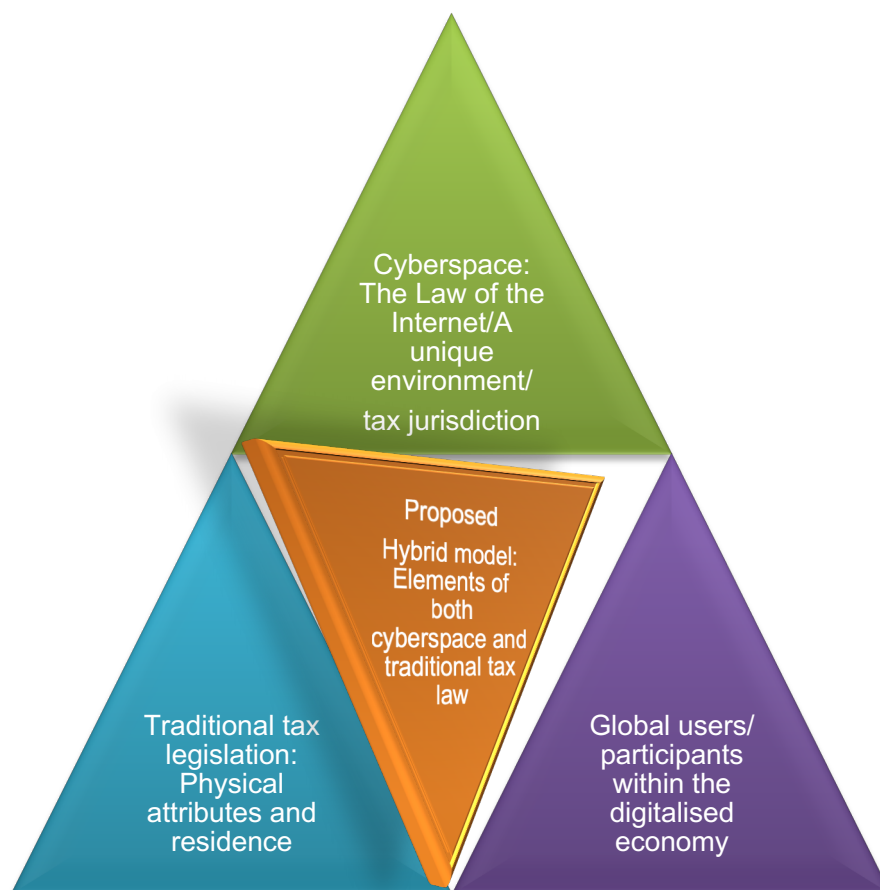 Cyberspace:
The Law of the
Internet/A
unique
environment/
tax jurisdiction
Proposed
Hybrid model:
Elements of
both
cyberspace and
traditional tax
law
Traditional tax
legislation:
Physical
attributes and
residence
Global users/
participants
within the
digitalised
economy